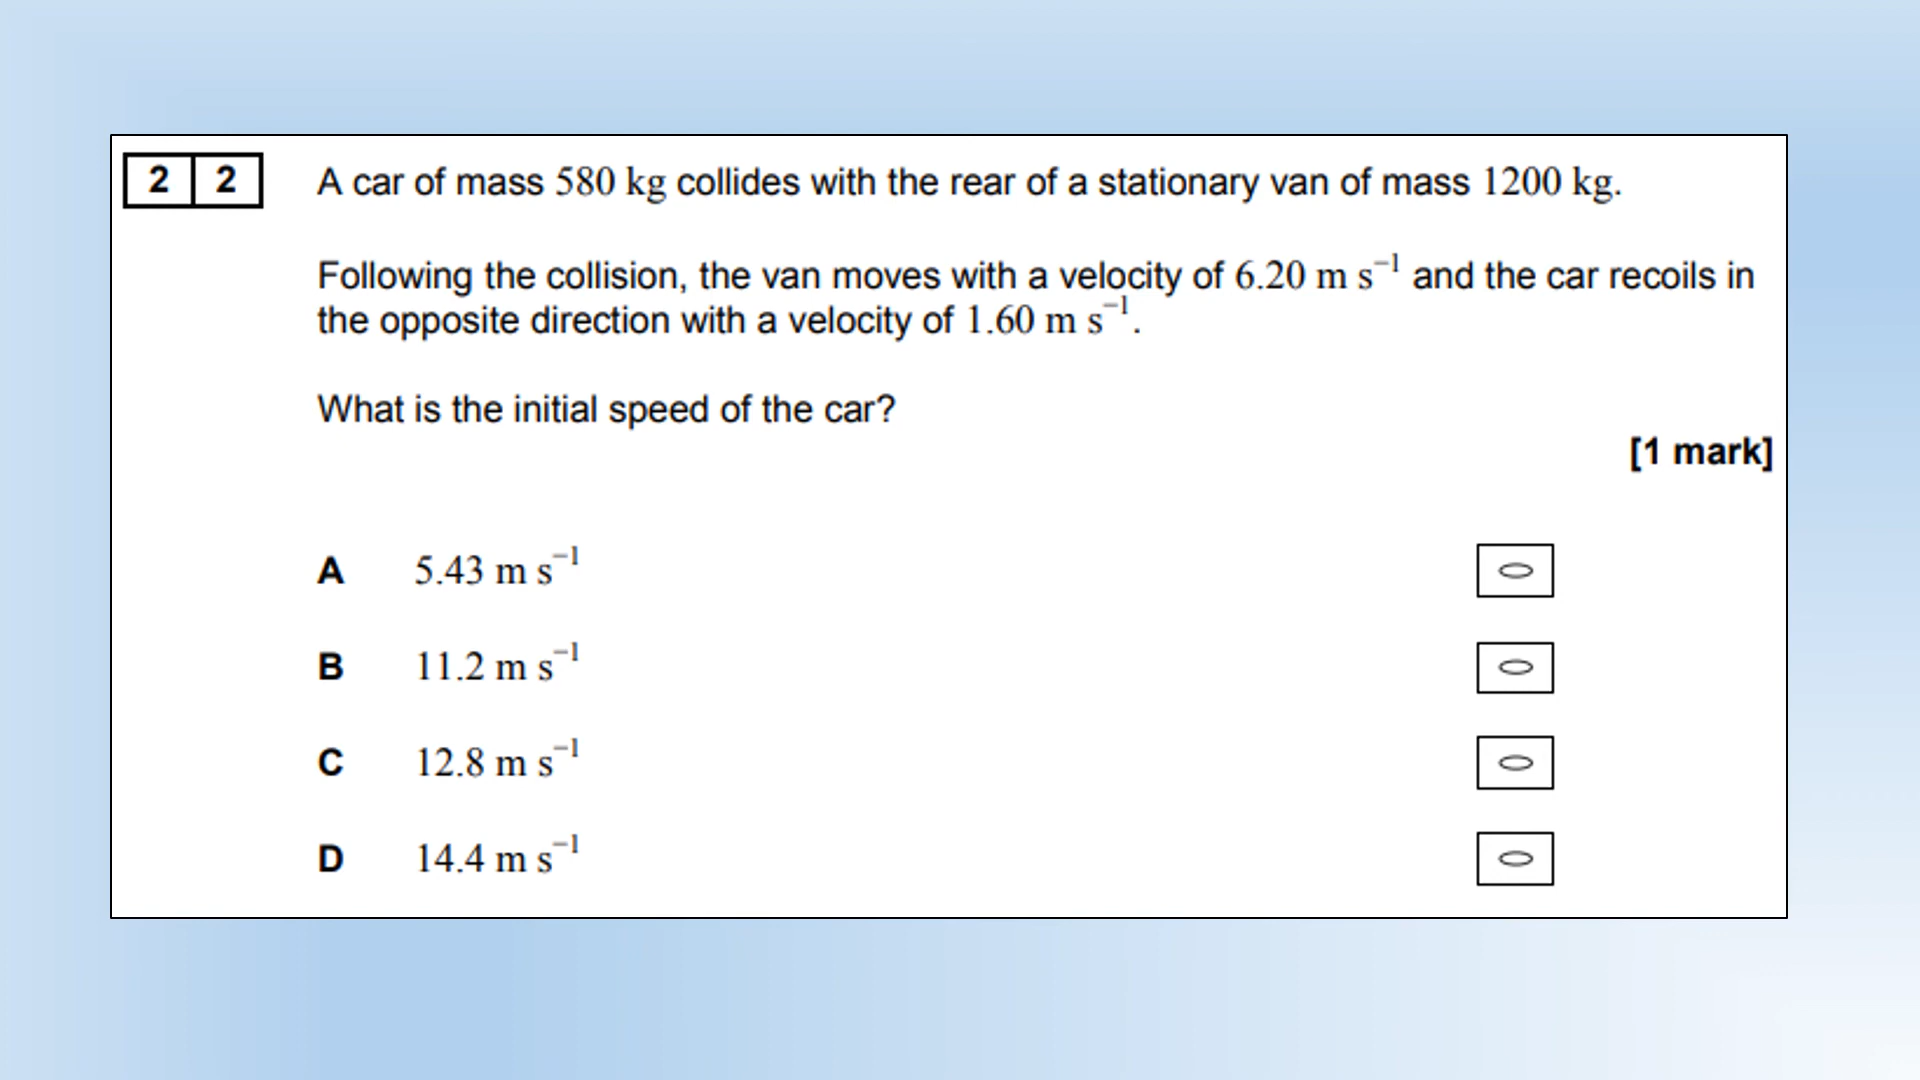 2 2 A car of mass 580 kg collides with the rear of a stationary van of mass 1200 kg.
Following the collision, the van moves with a velocity of 6.20 m s⁻¹ and the car recoils in
the opposite direction with a velocity of 1.60 m s⁻¹.
What is the initial speed of the car?
[1 mark]
A 5.43 m s⁻¹
B 11.2 m s⁻¹
C 12.8 m s⁻¹
D 14.4 m s⁻¹